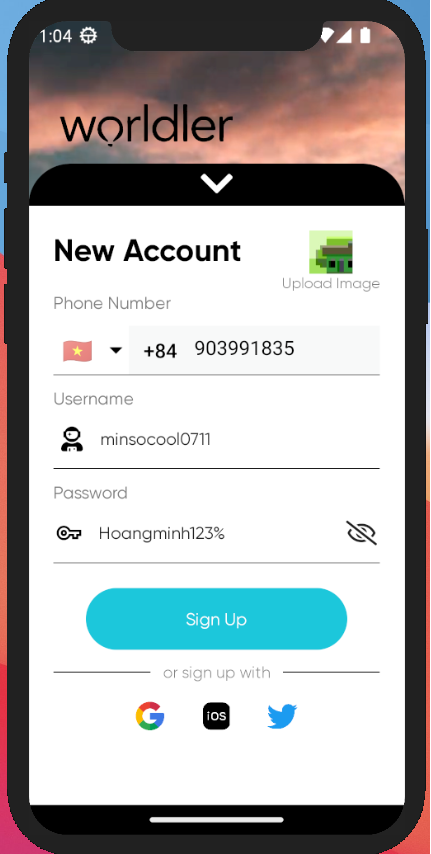 1:04
worldler
New Account
Upload Image
Phone Number
+84 903991835
Username
minsocool0711
Password
Hoangminh123%
Sign Up
or sign up with
iOS